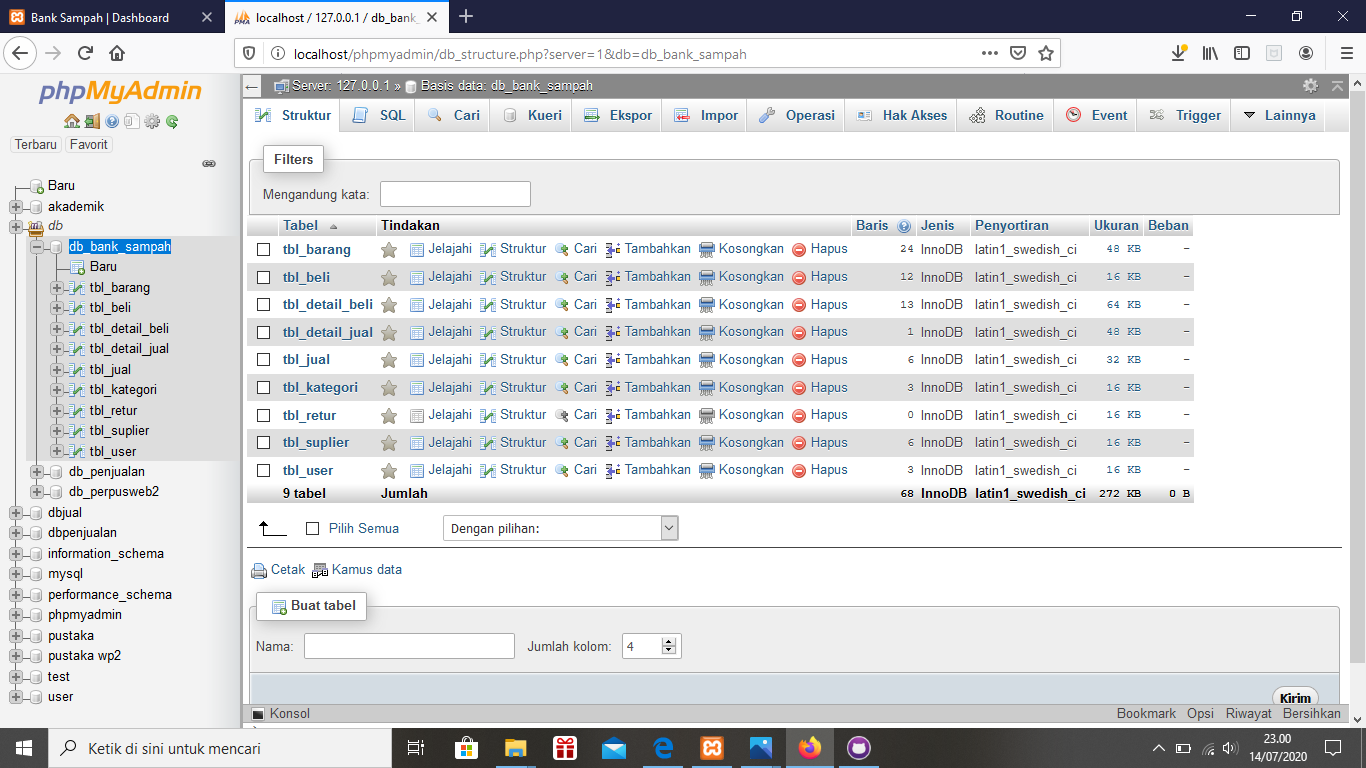 Bank Sampah | Dashboard
localhost / 127.0.0.1 / db_bank_
localhost/phpmyadmin/db_structure.php?server=1&db=db_bank_sampah
phpMyAdmin
Terbaru Favorit
Baru
akademik
db
db_bank_sampah
Baru
tbl_barang
tbl_beli
tbl_detail_beli
tbl_detail_jual
tbl_jual
tbl_kategori
tbl_retur
tbl_suplier
tbl_user
db_penjualan
db_perpusweb2
dbjual
dbpenjualan
information_schema
mysql
performance_schema
phpmyadmin
pustaka
pustaka wp2
test
user
Server: 127.0.0.1 » Basis data: db_bank_sampah
Struktur SQL Cari Kueri Ekspor Impor Operasi Hak Akses Routine Event Trigger Lainnya
Filters
Mengandung kata:
Tabel Tindakan Baris Jenis Penyortiran Ukuran Beban
tbl_barang Jelajahi Struktur Cari Tambahkan Kosongkan Hapus 24 InnoDB latin1_swedish_ci 48 KB -
tbl_beli Jelajahi Struktur Cari Tambahkan Kosongkan Hapus 12 InnoDB latin1_swedish_ci 16 KB -
tbl_detail_beli Jelajahi Struktur Cari Tambahkan Kosongkan Hapus 13 InnoDB latin1_swedish_ci 64 KB -
tbl_detail_jual Jelajahi Struktur Cari Tambahkan Kosongkan Hapus 1 InnoDB latin1_swedish_ci 48 KB -
tbl_jual Jelajahi Struktur Cari Tambahkan Kosongkan Hapus 6 InnoDB latin1_swedish_ci 32 KB -
tbl_kategori Jelajahi Struktur Cari Tambahkan Kosongkan Hapus 3 InnoDB latin1_swedish_ci 16 KB -
tbl_retur Jelajahi Struktur Cari Tambahkan Kosongkan Hapus 0 InnoDB latin1_swedish_ci 16 KB -
tbl_suplier Jelajahi Struktur Cari Tambahkan Kosongkan Hapus 6 InnoDB latin1_swedish_ci 16 KB -
tbl_user Jelajahi Struktur Cari Tambahkan Kosongkan Hapus 3 InnoDB latin1_swedish_ci 16 KB -
9 tabel Jumlah 68 InnoDB latin1_swedish_ci 272 KB 0 B
Pilih Semua Dengan pilihan:
Cetak Kamus data
Buat tabel
Nama: Jumlah kolom: 4
Kirim
Konsol Bookmark Opsi Riwayat Bersihkan
Ketik di sini untuk mencari
23.00
14/07/2020